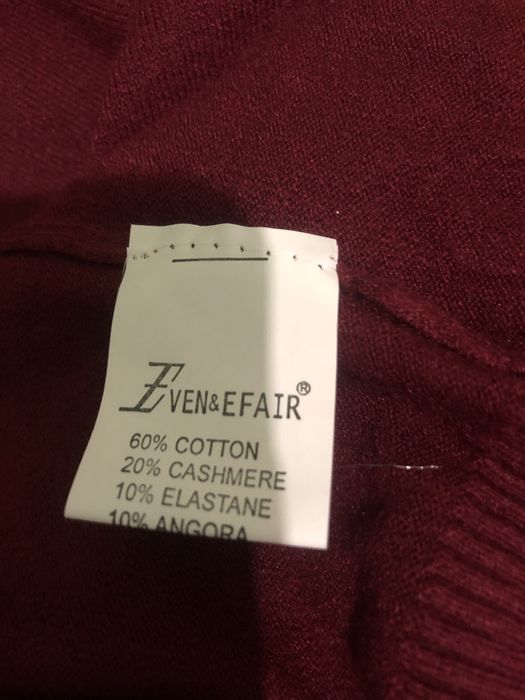 EVEN&EFAIR®
60% COTTON
20% CASHMERE
10% ELASTANE
10% ANGORA